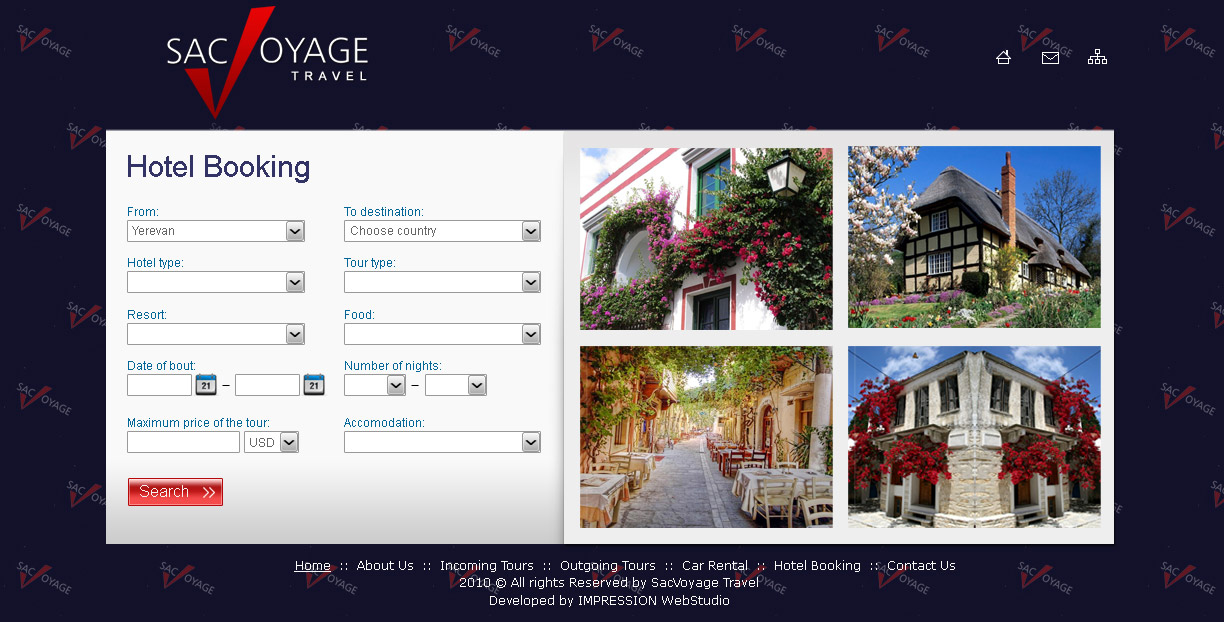 SAC VOYAGE
TRAVEL
Hotel Booking
From: To destination:
Yerevan Choose country
Hotel type: Tour type:
Resort: Food:
Date of bout: Number of nights:
21 – 21 –
Maximum price of the tour: Accomodation:
USD
Search »
Home :: About Us :: Incoming Tours :: Outgoing Tours :: Car Rental :: Hotel Booking :: Contact Us
2010 © All rights Reserved by SacVoyage Travel
Developed by IMPRESSION WebStudio